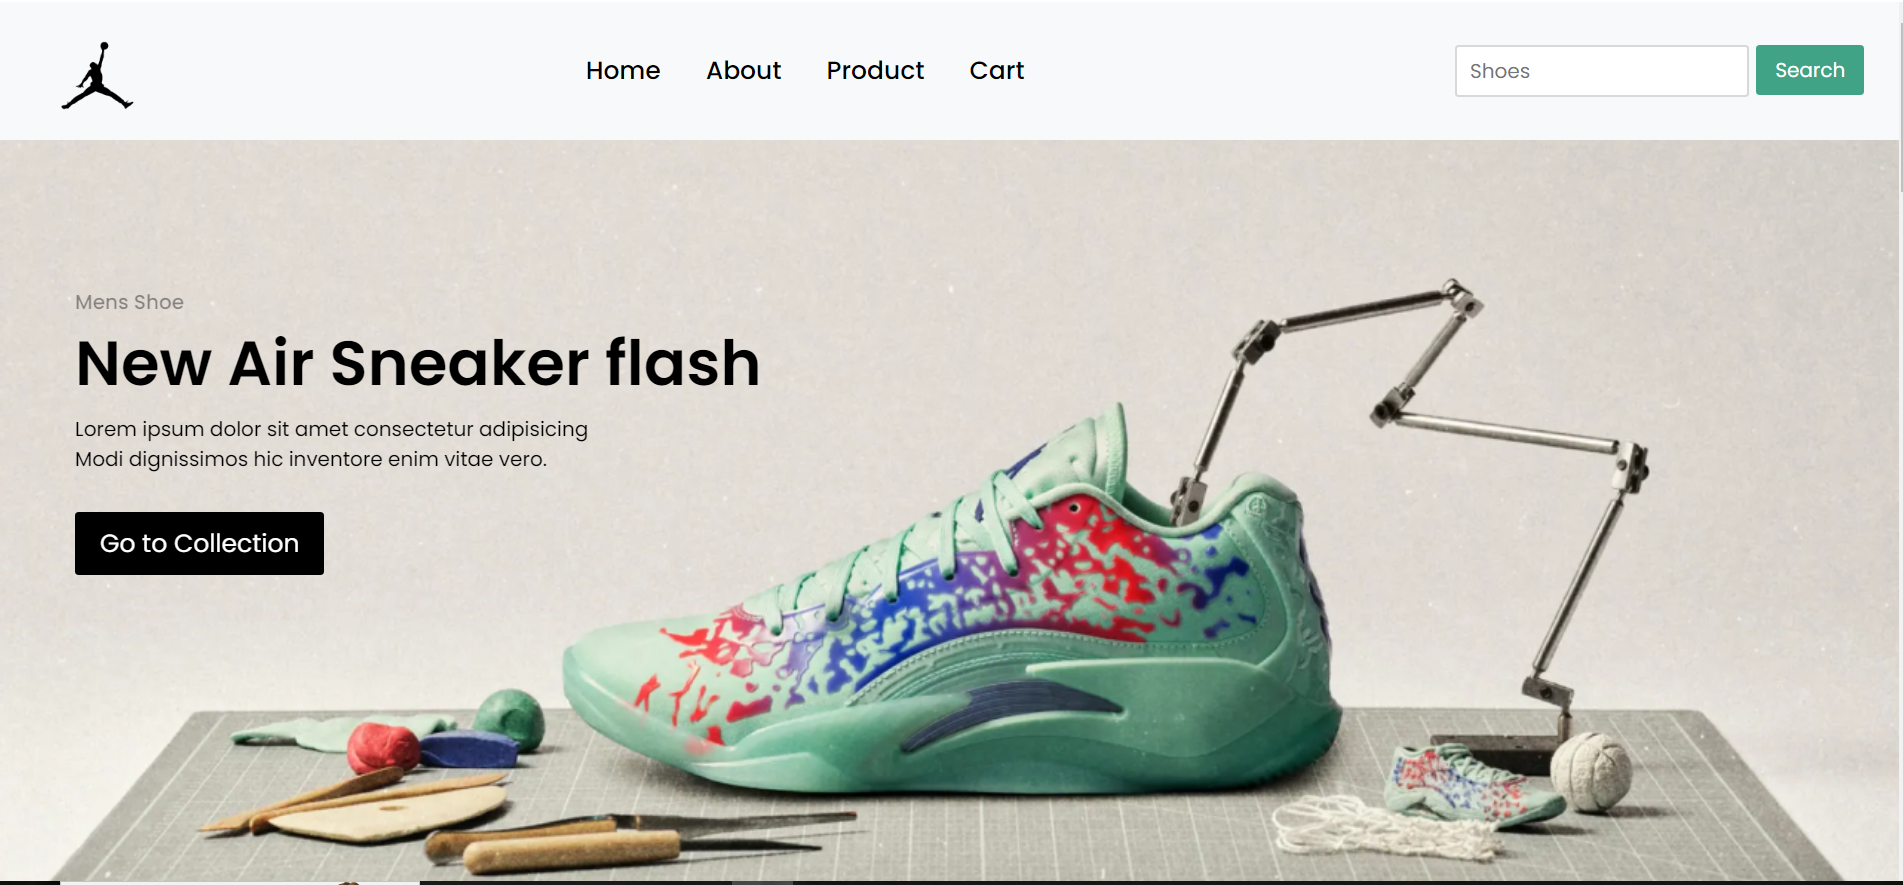 Home About Product Cart Shoes Search
Mens Shoe
New Air Sneaker flash
Lorem ipsum dolor sit amet consectetur adipisicing
Modi dignissimos hic inventore enim vitae vero.
Go to Collection